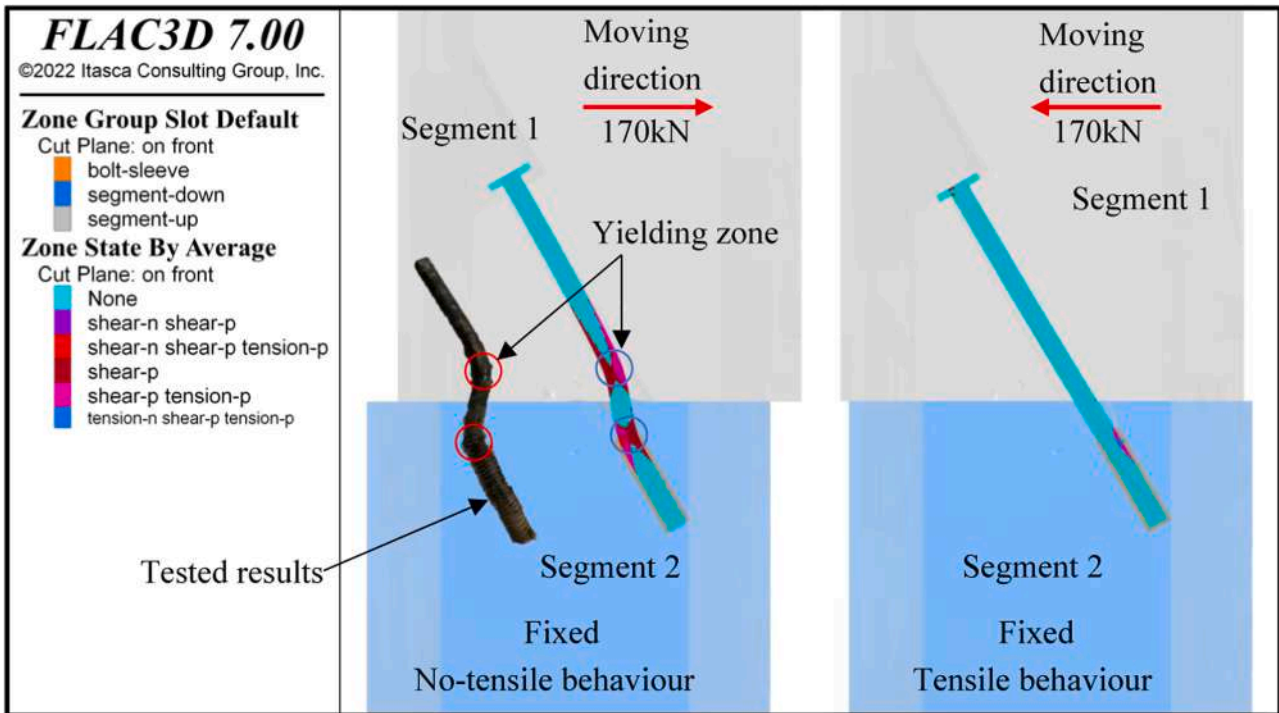 FLAC3D 7.00
©2022 Itasca Consulting Group, Inc.
Zone Group Slot Default
Cut Plane: on front
bolt-sleeve
segment-down
segment-up
Zone State By Average
Cut Plane: on front
None
shear-n shear-p
shear-n shear-p tension-p
shear-p
shear-p tension-p
tension-n shear-p tension-p
Tested results
Moving
direction
170kN
Segment 1
Yielding zone
Segment 2
Fixed
No-tensile behaviour
Moving
direction
170kN
Segment 1
Segment 2
Fixed
Tensile behaviour